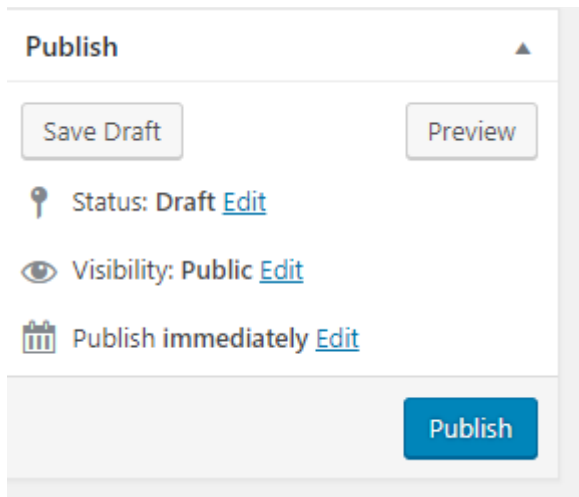 Publish
Save Draft Preview
Status: Draft Edit
Visibility: Public Edit
Publish immediately Edit
Publish